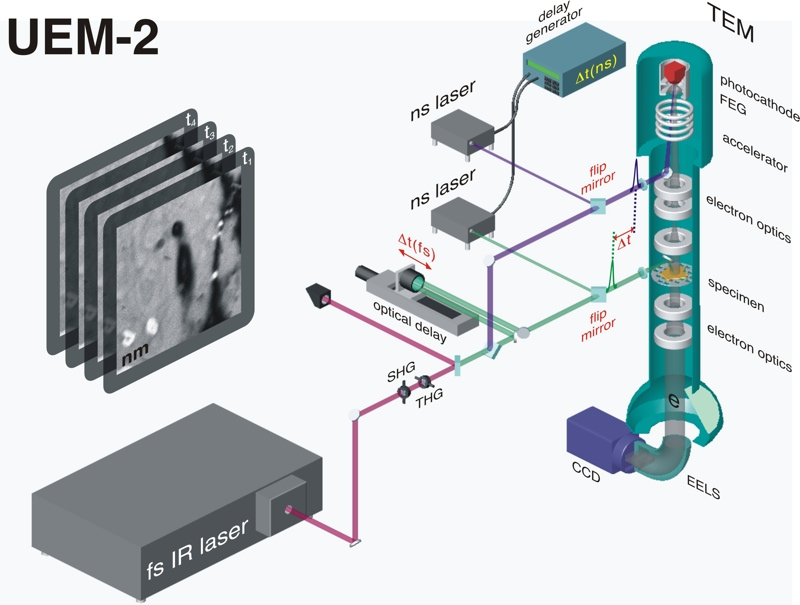 UEM-2
delay
generator
Δt(ns)
TEM
ns laser
ns laser
flip
mirror
photocathode
FEG
accelerator
electron optics
t4
t3
t2
t1
Δt(fs)
optical delay
Δt
flip
mirror
specimen
electron optics
nm
SHG
THG
e
CCD
EELS
fs IR laser